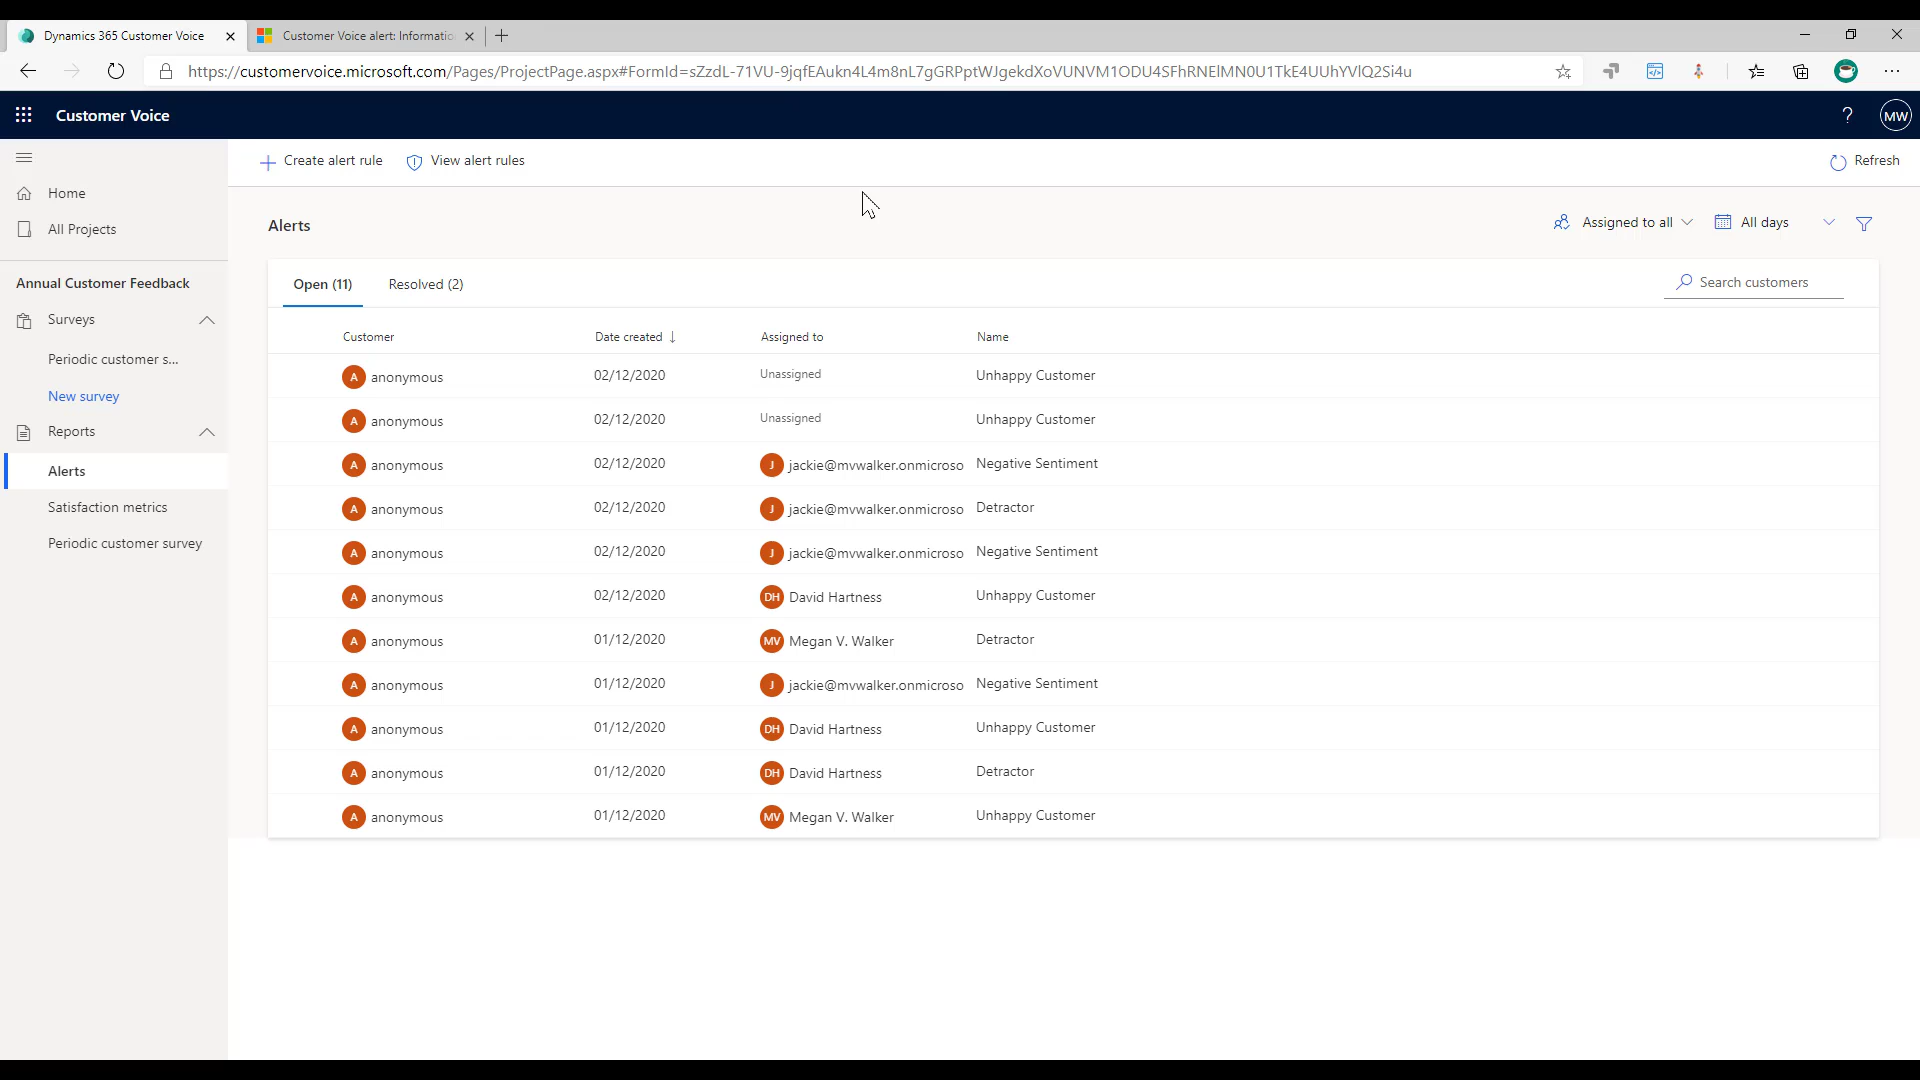 Dynamics 365 Customer Voice
Customer Voice alert: Informatio
https://customervoice.microsoft.com/Pages/ProjectPage.aspx#FormId=sZzdL-71VU-9jqfEAukn4L4m8nL7gGRPptWJgekdXoVUNVM1ODU4SFhRNElMN0U1TkE4UUhYVlQ2Si4u
Customer Voice
?
MW
Create alert rule
View alert rules
Refresh
Home
All Projects
Annual Customer Feedback
Surveys
Periodic customer s...
New survey
Reports
Alerts
Satisfaction metrics
Periodic customer survey
Alerts
Assigned to all
All days
Open (11)
Resolved (2)
Search customers
Customer Date created ↓ Assigned to Name
A anonymous 02/12/2020 Unassigned Unhappy Customer
A anonymous 02/12/2020 Unassigned Unhappy Customer
A anonymous 02/12/2020 J jackie@mvwalker.onmicroso Negative Sentiment
A anonymous 02/12/2020 J jackie@mvwalker.onmicroso Detractor
A anonymous 02/12/2020 J jackie@mvwalker.onmicroso Negative Sentiment
A anonymous 02/12/2020 DH David Hartness Unhappy Customer
A anonymous 01/12/2020 MV Megan V. Walker Detractor
A anonymous 01/12/2020 J jackie@mvwalker.onmicroso Negative Sentiment
A anonymous 01/12/2020 DH David Hartness Unhappy Customer
A anonymous 01/12/2020 DH David Hartness Detractor
A anonymous 01/12/2020 MV Megan V. Walker Unhappy Customer